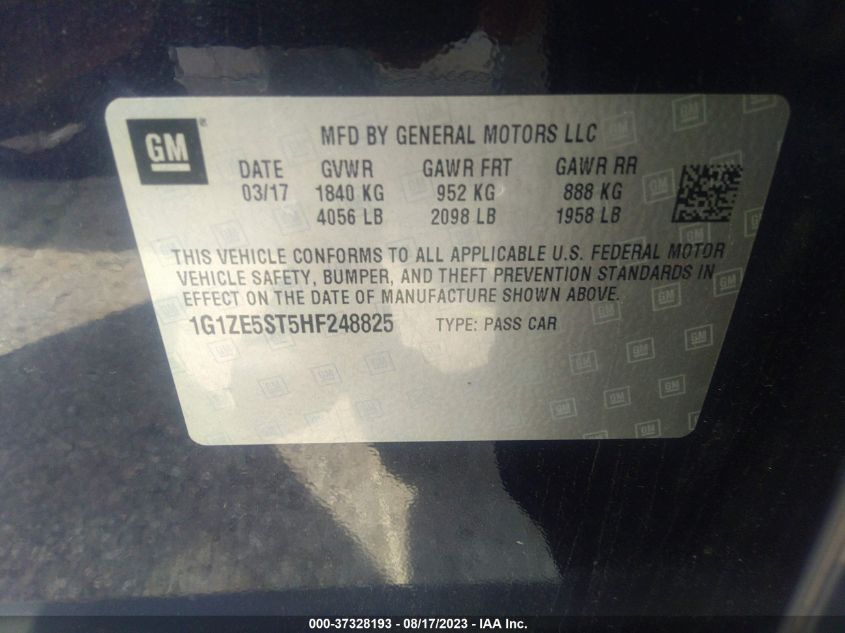 GM
MFD BY GENERAL MOTORS LLC
DATE GVWR GAWR FRT GAWR RR
03/17 1840 KG 952 KG 888 KG
4056 LB 2098 LB 1958 LB
THIS VEHICLE CONFORMS TO ALL APPLICABLE U.S. FEDERAL MOTOR
VEHICLE SAFETY, BUMPER, AND THEFT PREVENTION STANDARDS IN
EFFECT ON THE DATE OF MANUFACTURE SHOWN ABOVE.
1G1ZE5ST5HF248825 TYPE: PASS CAR
000-37328193 - 08/17/2023 - IAA Inc.